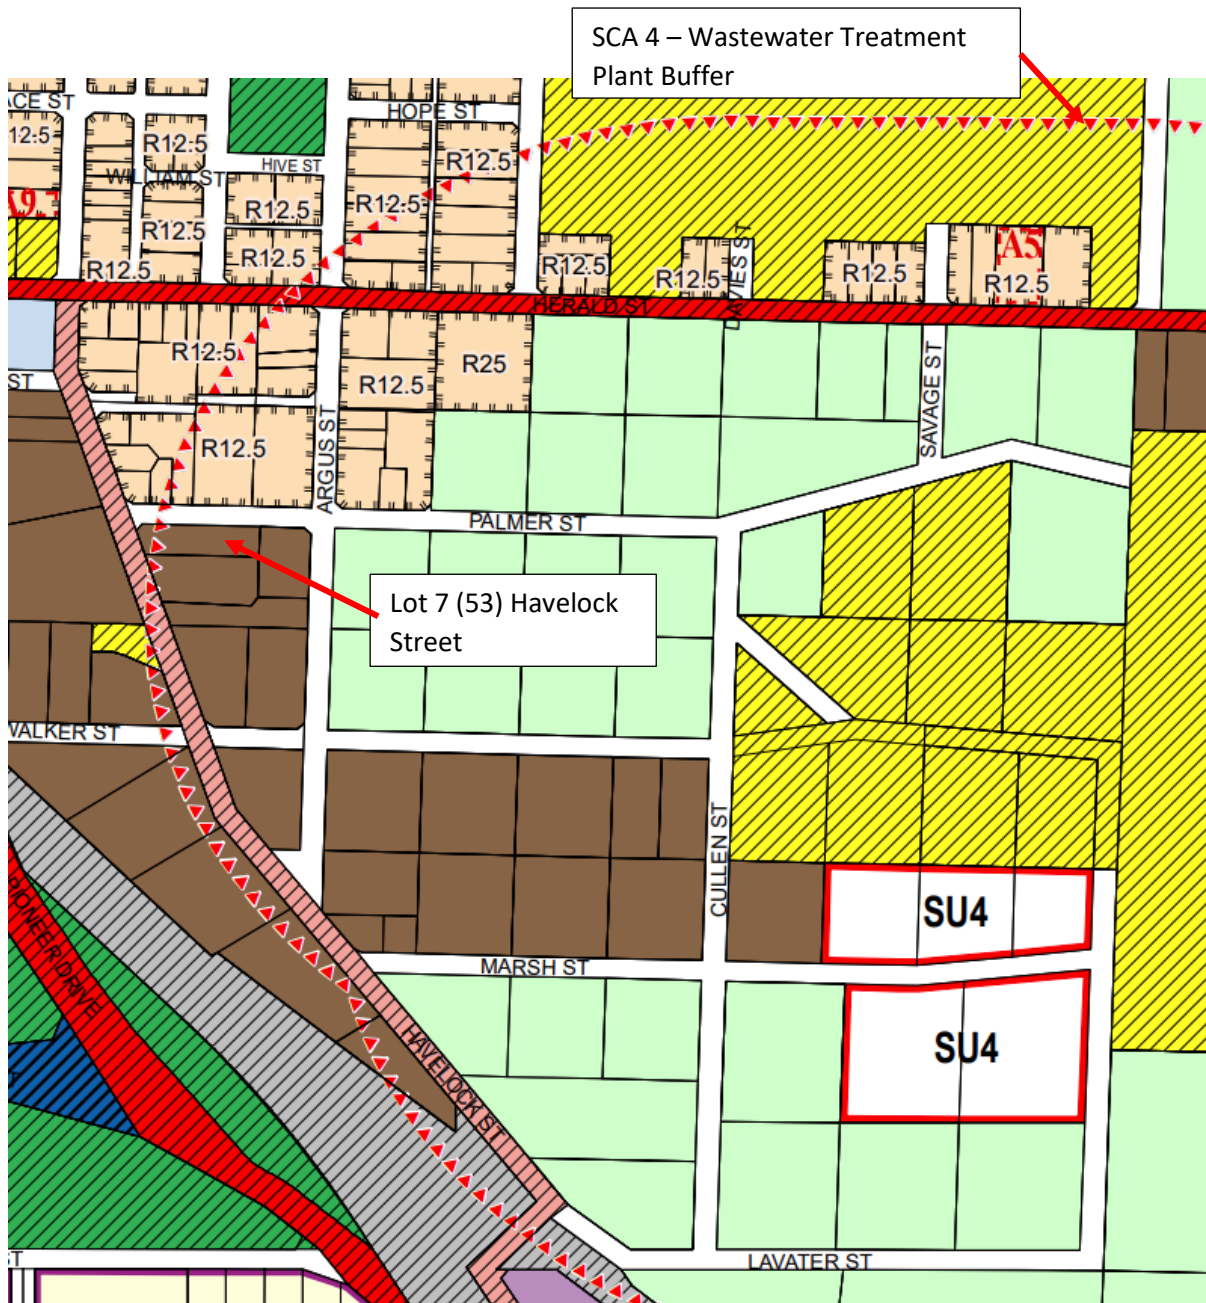 SCA 4 – Wastewater Treatment
Plant Buffer
ACE ST
HOPE ST
12.5
R12.5
R12.5
HIVE ST
WILLIAM ST
A9.
R12.5
R12.5
R12.5
R12.5
R12.5
R12.5
R12.5
R12.5
DAVIES ST
R12.5
A5
R12.5
HERALD ST
R12.5
R12.5
R25
ST
SAVAGE ST
R12.5
ARGUS ST
PALMER ST
Lot 7 (53) Havelock
Street
WALKER ST
CULLEN ST
SU4
PIONEER DRIVE
MARSH ST
HAVELOCK ST
SU4
LAVATER ST
ST